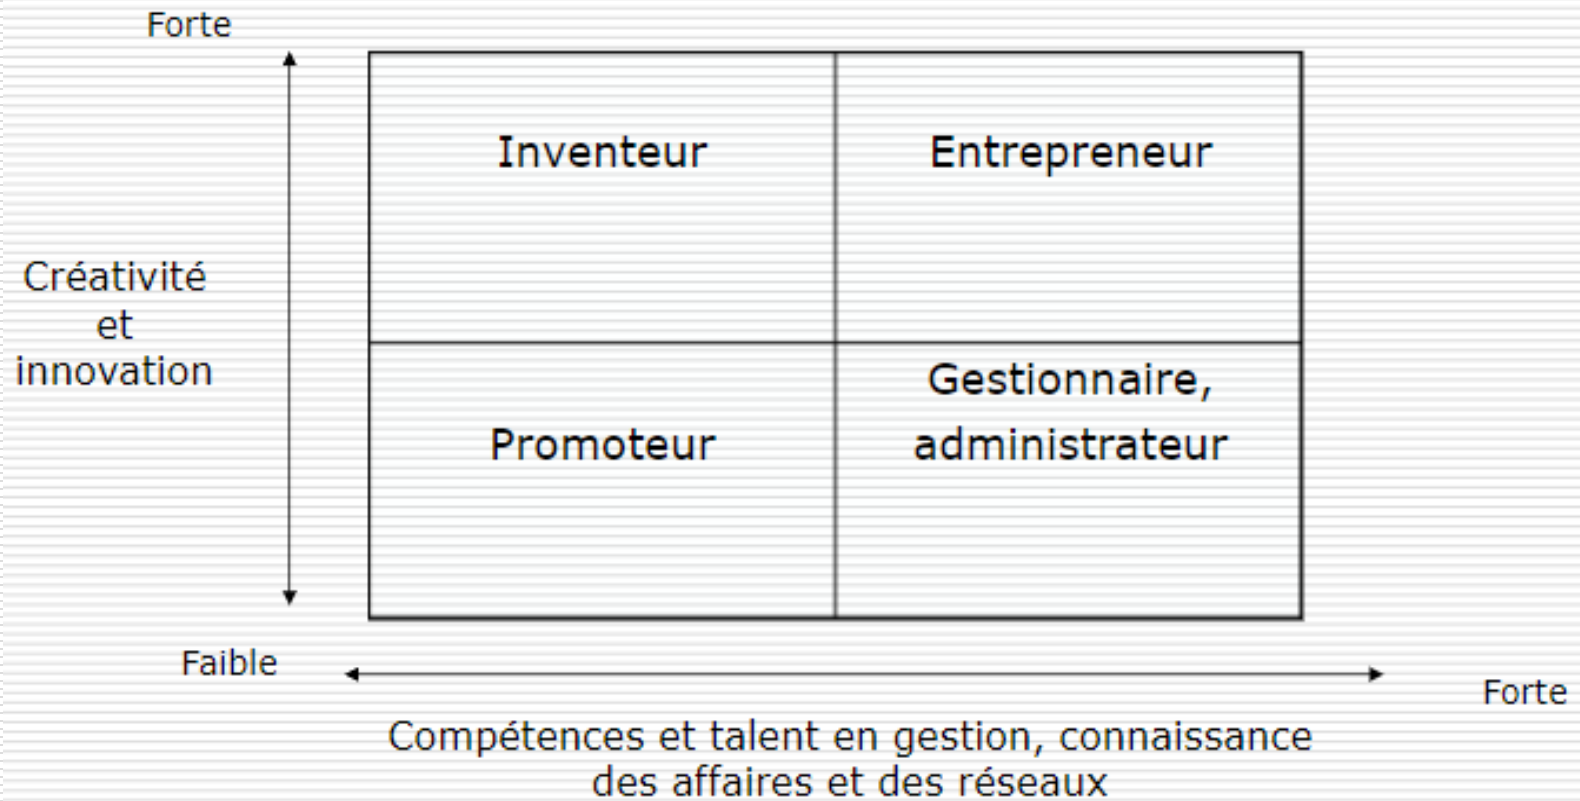 Forte
Inventeur
Entrepreneur
Créativité
et
innovation
Gestionnaire,
administrateur
Promoteur
Faible
Forte
Compétences et talent en gestion, connaissance
des affaires et des réseaux